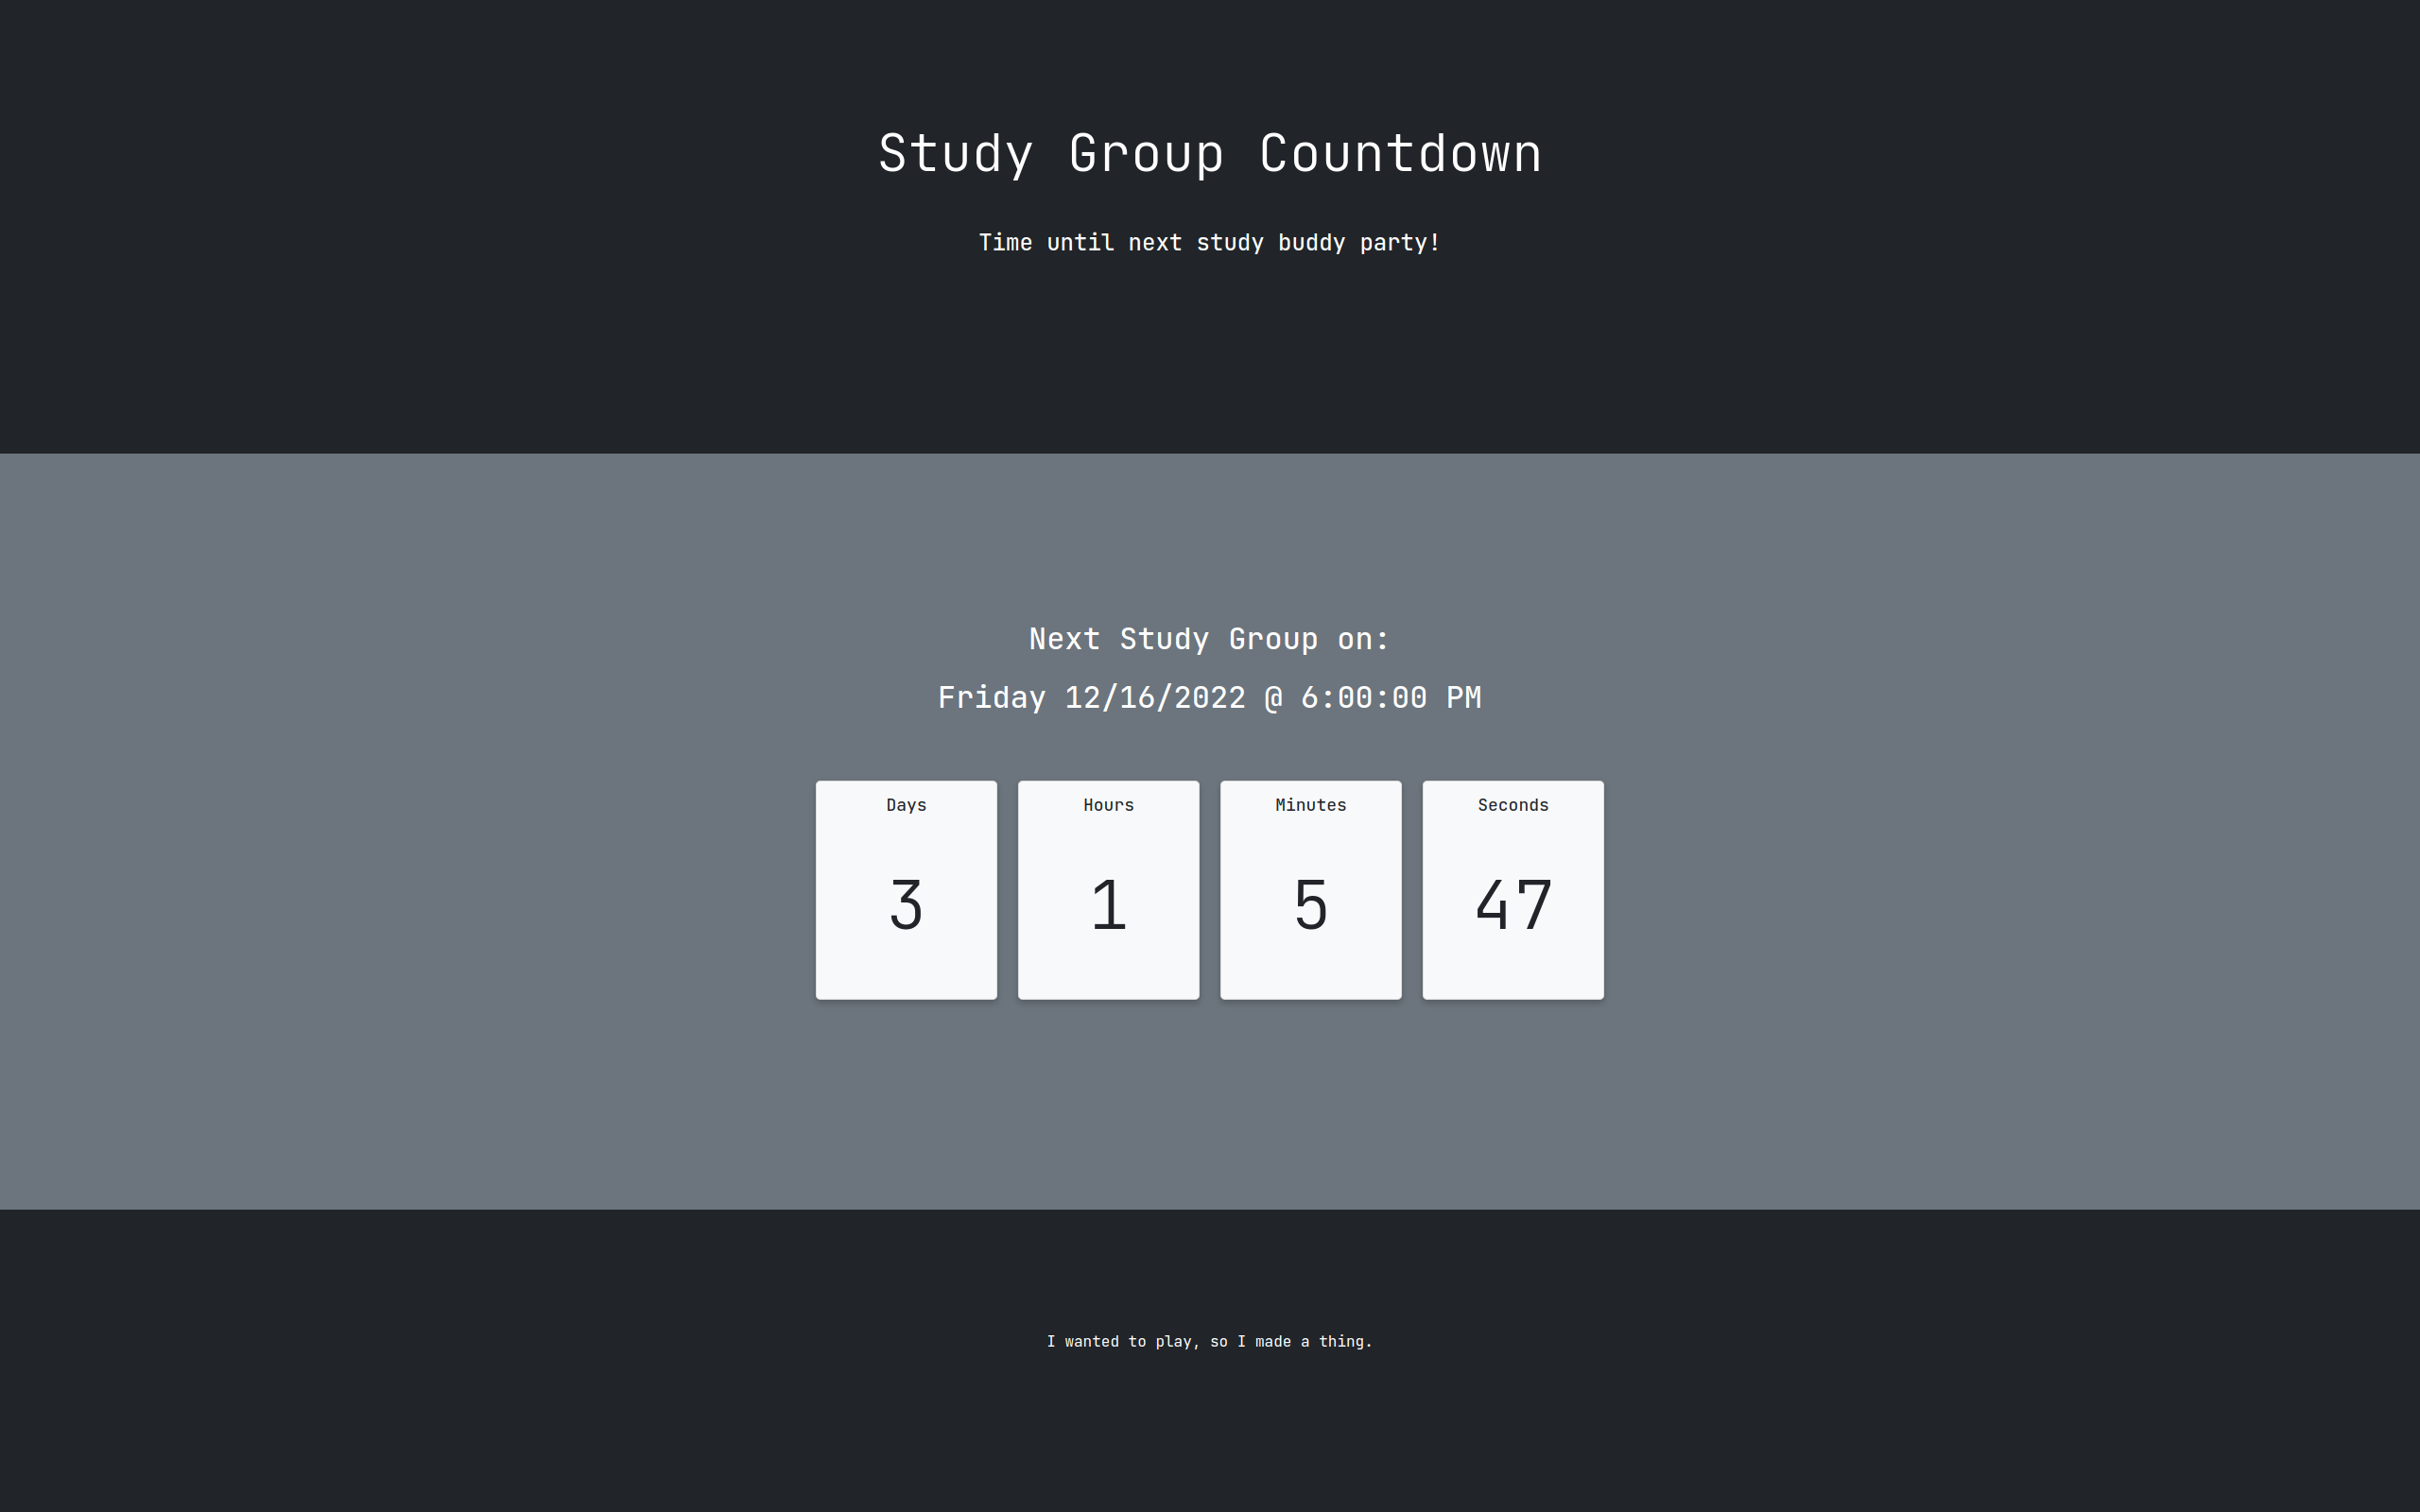 Study Group Countdown
Time until next study buddy party!
Next Study Group on:
Friday 12/16/2022 @ 6:00:00 PM
Days Hours Minutes Seconds
3 1 5 47
I wanted to play, so I made a thing.